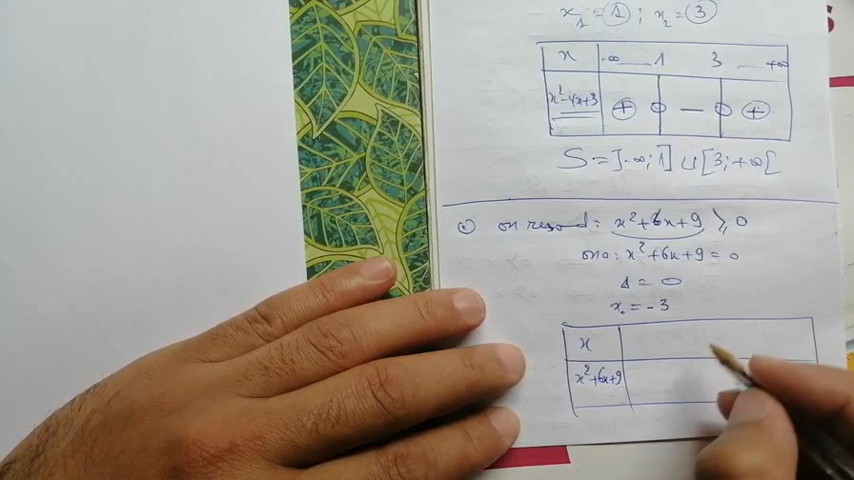 x₁ = 1 ; x₂ = 3
x -∞ 1 3 +∞
x²-4x+3 + 0 — 0 +
S = ]-∞;1] ∪ [3;+∞[
on resoud : x²+6x+9 ⩾ 0
on a : x²+6x+9 = 0
Δ = 0
x₀ = -3
x
x²+6x+9